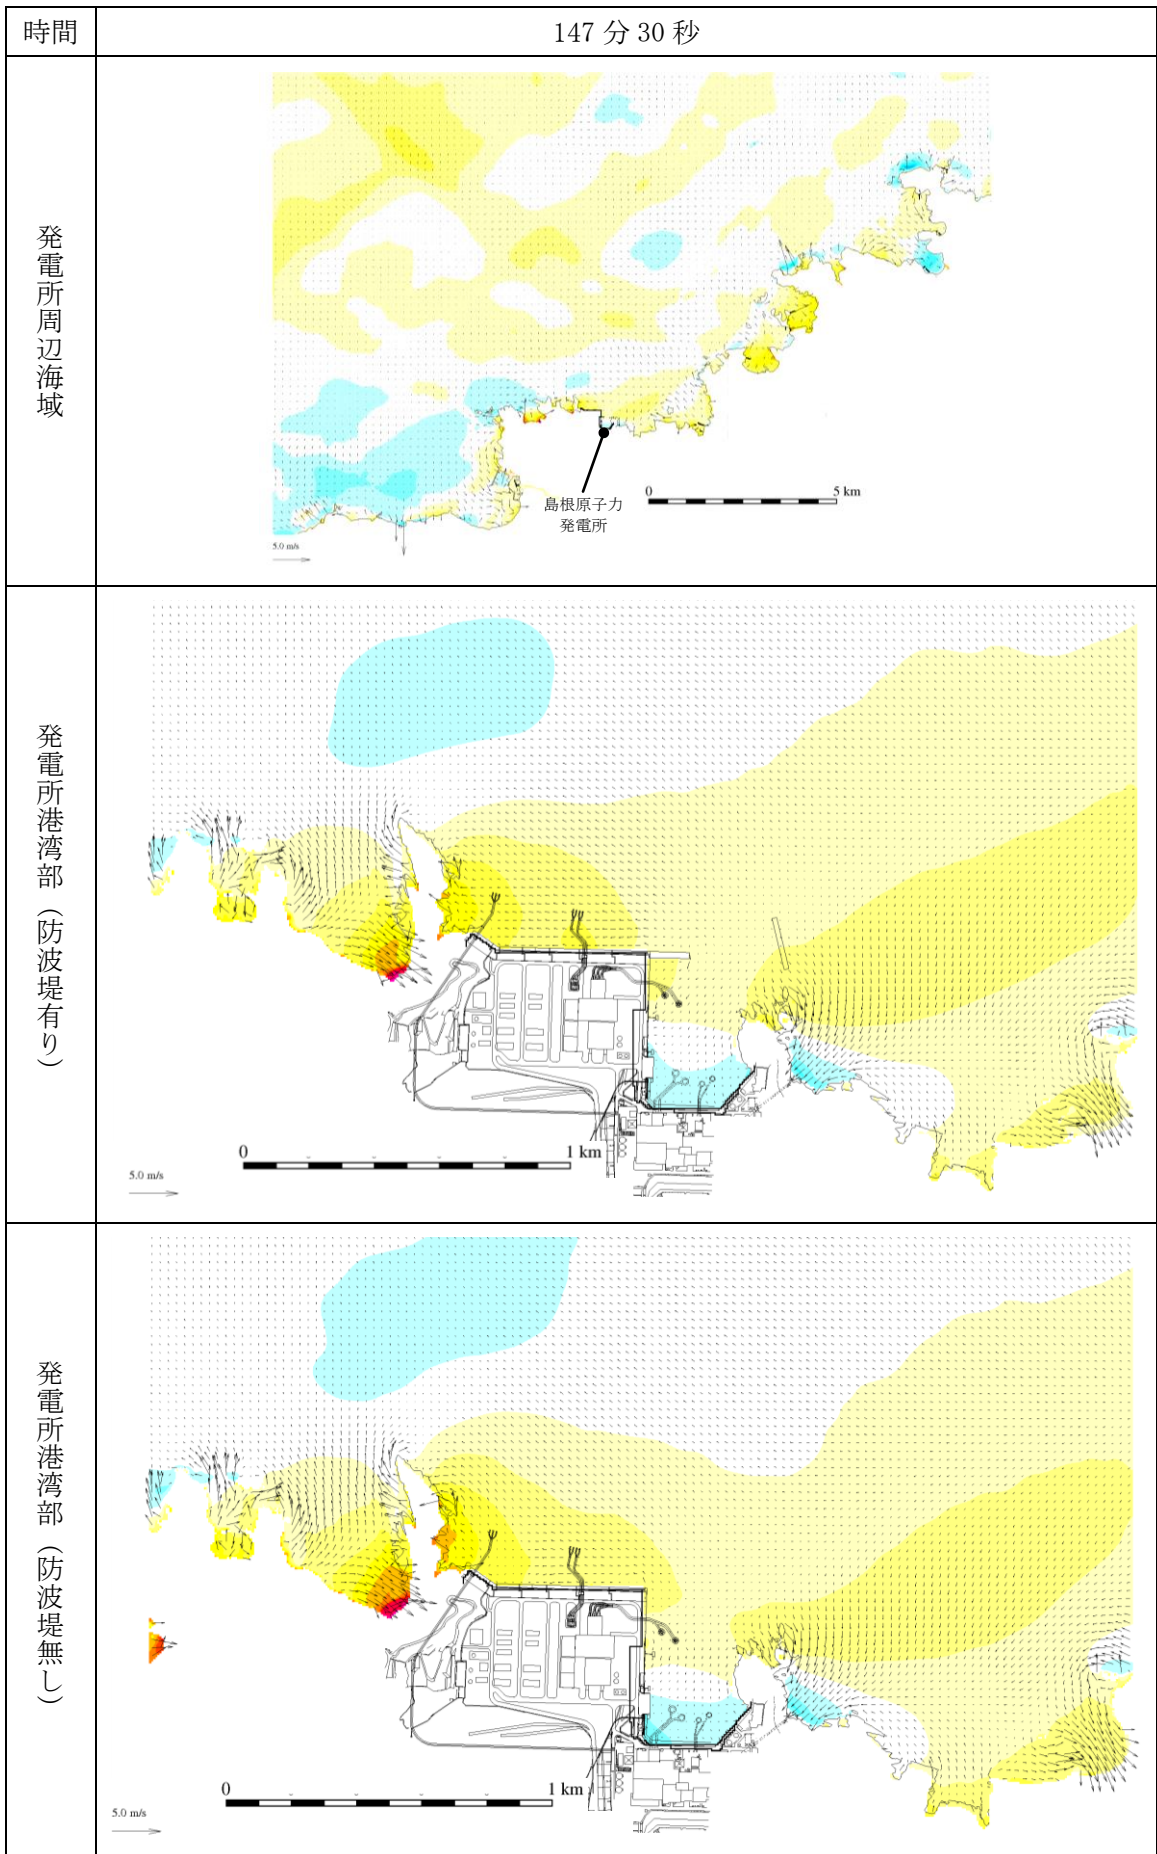 時間
147 分 30 秒
発電所周辺海域
島根原子力
発電所
0
5 km
5.0 m/s
発電所港湾部（防波堤有り）
0
1 km
5.0 m/s
発電所港湾部（防波堤無し）
0
1 km
5.0 m/s